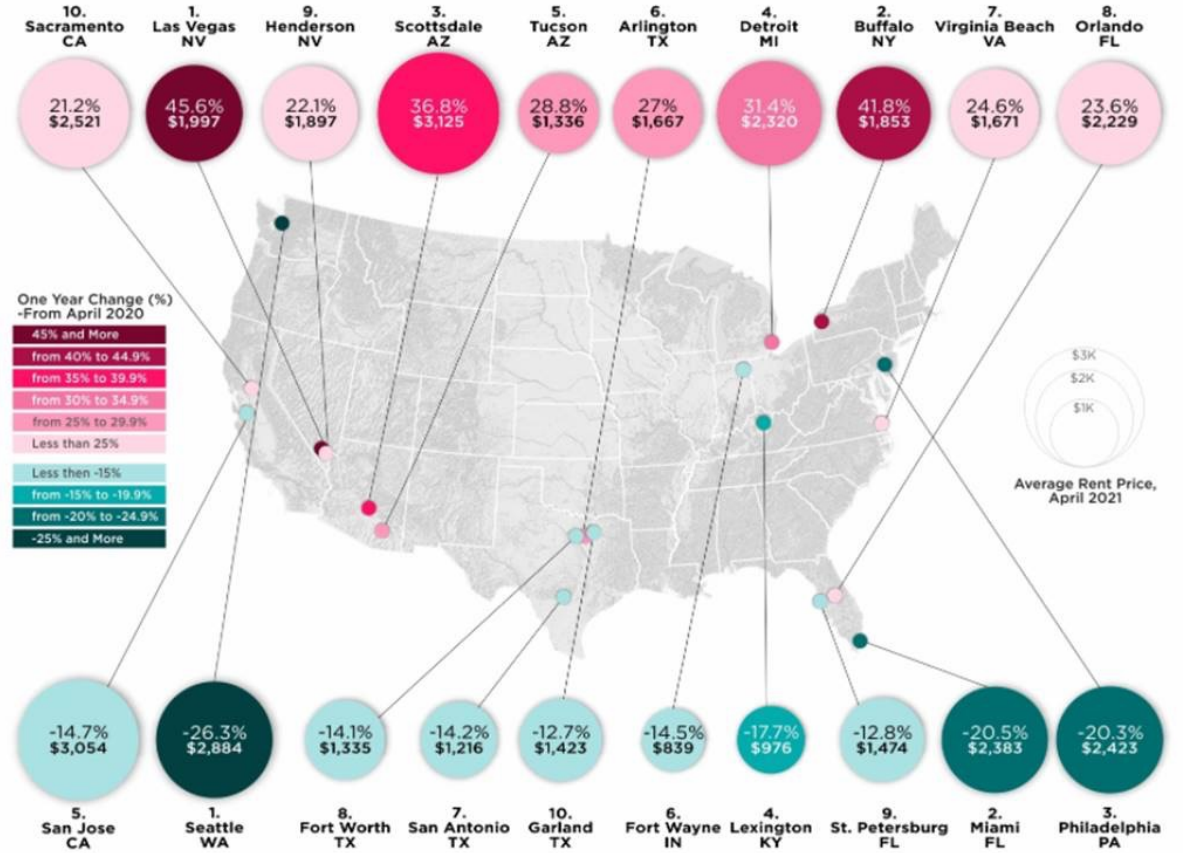 10.
Sacramento
CA
1.
Las Vegas
NV
9.
Henderson
NV
3.
Scottsdale
AZ
5.
Tucson
AZ
6.
Arlington
TX
4.
Detroit
MI
2.
Buffalo
NY
7.
Virginia Beach
VA
8.
Orlando
FL
21.2%
$2,521
45.6%
$1,997
22.1%
$1,897
36.8%
$3,125
28.8%
$1,336
27%
$1,667
31.4%
$2,320
41.8%
$1,853
24.6%
$1,671
23.6%
$2,229
One Year Change (%)
-From April 2020
45% and More
from 40% to 44.9%
from 35% to 39.9%
from 30% to 34.9%
from 25% to 29.9%
Less than 25%
Less then -15%
from -15% to -19.9%
from -20% to -24.9%
-25% and More
$3K
$2K
$1K
Average Rent Price,
April 2021
-14.7%
$3,054
-26.3%
$2,884
-14.1%
$1,335
-14.2%
$1,216
-12.7%
$1,423
-14.5%
$839
-17.7%
$976
-12.8%
$1,474
-20.5%
$2,383
-20.3%
$2,423
5.
San Jose
CA
1.
Seattle
WA
8.
Fort Worth
TX
7.
San Antonio
TX
10.
Garland
TX
6.
Fort Wayne
IN
4.
Lexington
KY
9.
St. Petersburg
FL
2.
Miami
FL
3.
Philadelphia
PA